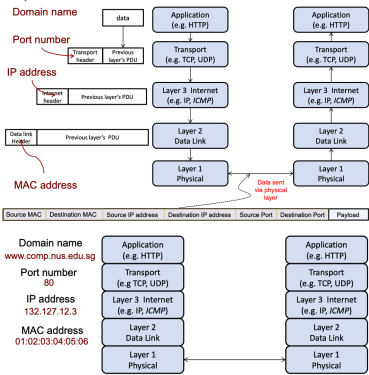 Domain name
data
Application
(e.g. HTTP)
Application
(e.g. HTTP)
Port number
Transport
header
Previous
layer's PDU
Transport
(e.g. TCP, UDP)
Transport
(e.g. TCP, UDP)
IP address
Internet
header
Previous layer's PDU
Layer 3 Internet
(e.g. IP, ICMP)
Layer 3 Internet
(e.g. IP, ICMP)
Data link
Header
Previous layer's PDU
Layer 2
Data Link
Layer 2
Data Link
MAC address
Layer 1
Physical
Layer 1
Physical
Data sent
via physical
layer
Source MAC Destination MAC Source IP address Destination IP address Source Port Destination Port Payload
Domain name
www.comp.nus.edu.sg
Application
(e.g. HTTP)
Application
(e.g. HTTP)
Port number
80
Transport
(e.g. TCP, UDP)
Transport
(e.g. TCP, UDP)
IP address
132.127.12.3
Layer 3 Internet
(e.g. IP, ICMP)
Layer 3 Internet
(e.g. IP, ICMP)
MAC address
01:02:03:04:05:06
Layer 2
Data Link
Layer 2
Data Link
Layer 1
Physical
Layer 1
Physical